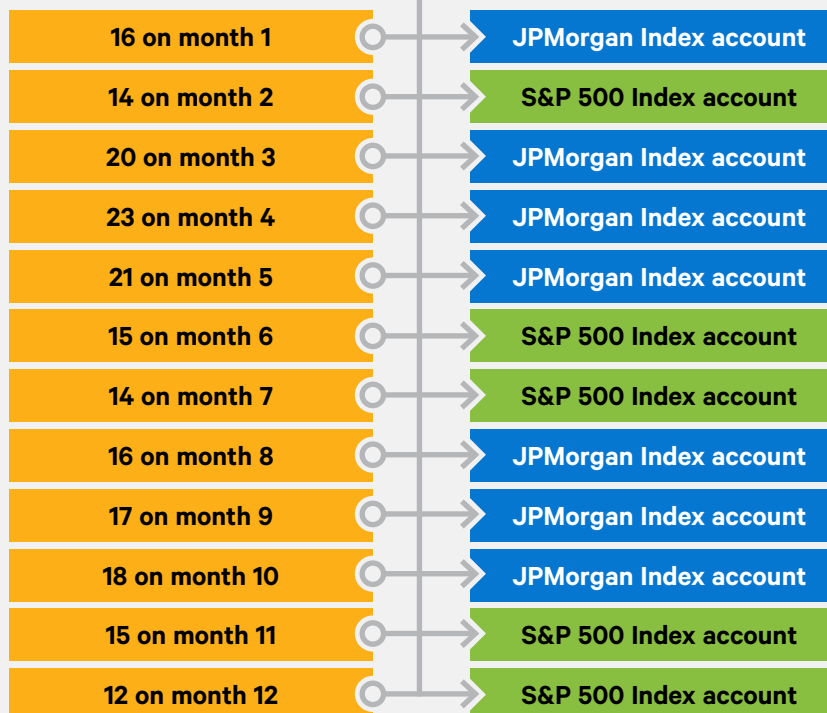 16 on month 1
JPMorgan Index account
14 on month 2
S&P 500 Index account
20 on month 3
JPMorgan Index account
23 on month 4
JPMorgan Index account
21 on month 5
JPMorgan Index account
15 on month 6
S&P 500 Index account
14 on month 7
S&P 500 Index account
16 on month 8
JPMorgan Index account
17 on month 9
JPMorgan Index account
18 on month 10
JPMorgan Index account
15 on month 11
S&P 500 Index account
12 on month 12
S&P 500 Index account